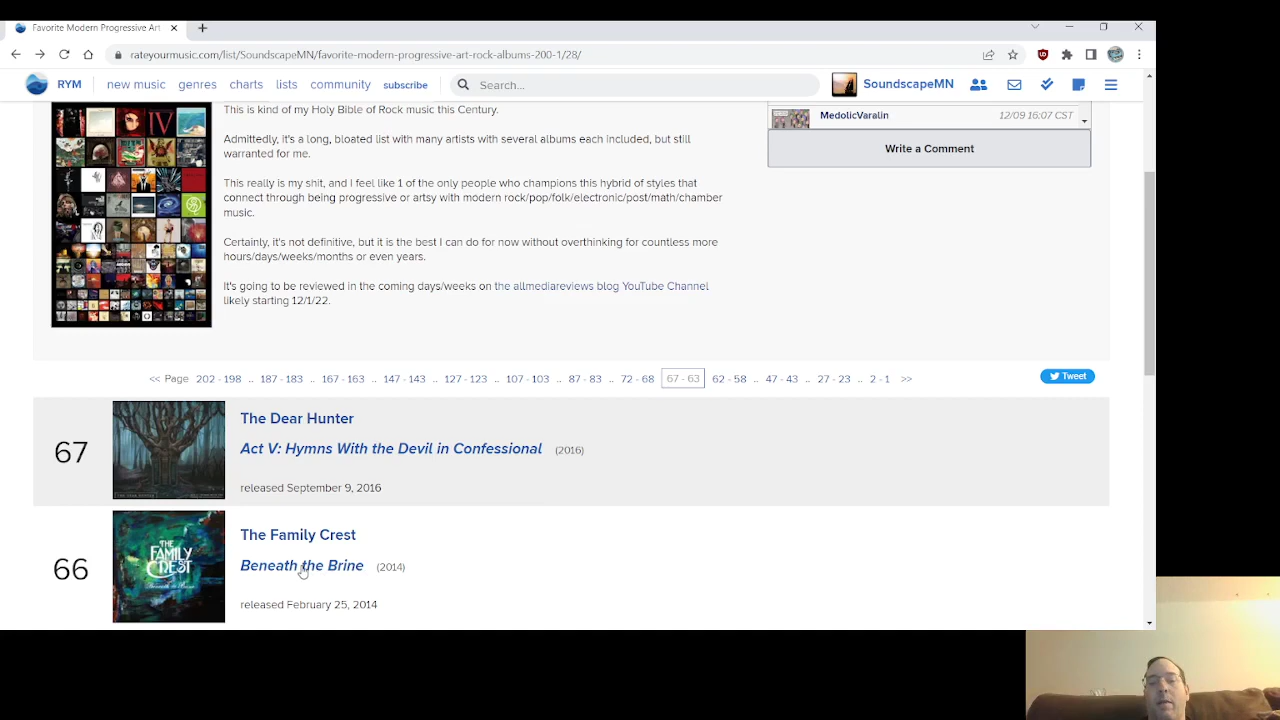 Favorite Modern Progressive Art
rateyourmusic.com/list/SoundscapeMN/favorite-modern-progressive-art-rock-albums-200-1/28/
RYM new music genres charts lists community subscribe Search... SoundscapeMN
This is kind of my Holy Bible of Rock music this Century.
Admittedly, it's a long, bloated list with many artists with several albums each included, but still
warranted for me.
This really is my shit, and I feel like 1 of the only people who champions this hybrid of styles that
connect through being progressive or artsy with modern rock/pop/folk/electronic/post/math/chamber
music.
Certainly, it's not definitive, but it is the best I can do for now without overthinking for countless more
hours/days/weeks/months or even years.
It's going to be reviewed in the coming days/weeks on the allmediareviews blog YouTube Channel
likely starting 12/1/22.
MedolicVaralin 12/09 16:07 CST
Write a Comment
<< Page 202 - 198 .. 187 - 183 .. 167 - 163 .. 147 - 143 .. 127 - 123 .. 107 - 103 .. 87 - 83 .. 72 - 68 67 - 63 62 - 58 .. 47 - 43 .. 27 - 23 .. 2 - 1 >>
Tweet
67
The Dear Hunter
Act V: Hymns With the Devil in Confessional (2016)
released September 9, 2016
66
THE
FAMILY
CREST
Beneath the Brine
The Family Crest
Beneath the Brine (2014)
released February 25, 2014